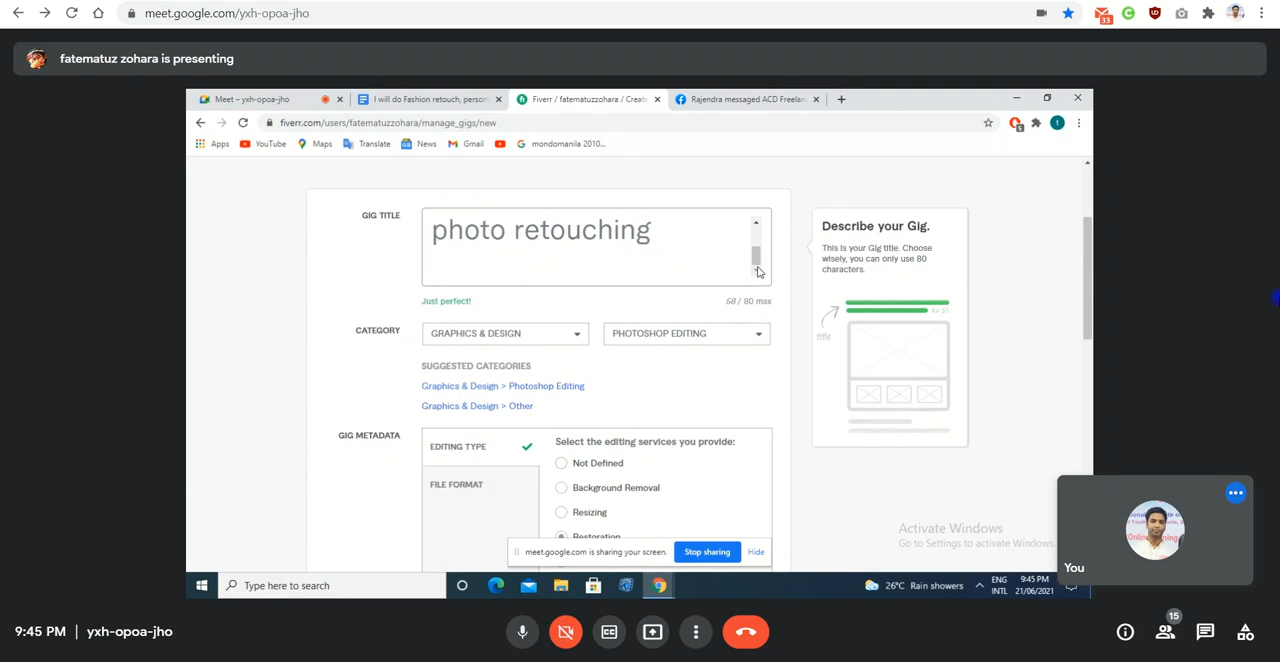 meet.google.com/yxh-opoa-jho
33
fatematuz zohara is presenting
Meet – yxh-opoa-jho
I will do Fashion retouch, person
Fiverr / fatematuzzohara / Create
Rajendra messaged ACD Freelan
fiverr.com/users/fatematuzzohara/manage_gigs/new
Apps YouTube Maps Translate News Gmail mondomanila 2010...
GIG TITLE
photo retouching
Just perfect!
58 / 80 max
CATEGORY
GRAPHICS & DESIGN
PHOTOSHOP EDITING
SUGGESTED CATEGORIES
Graphics & Design > Photoshop Editing
Graphics & Design > Other
GIG METADATA
EDITING TYPE
FILE FORMAT
Select the editing services you provide:
Not Defined
Background Removal
Resizing
Restoration
Describe your Gig.
This is your Gig title. Choose
wisely, you can only use 80
characters.
title
Activate Windows
Go to Settings to activate Windows.
meet.google.com is sharing your screen.
Stop sharing
Hide
You
Type here to search
26°C Rain showers
ENG
INTL
9:45 PM
21/06/2021
9:45 PM | yxh-opoa-jho
15